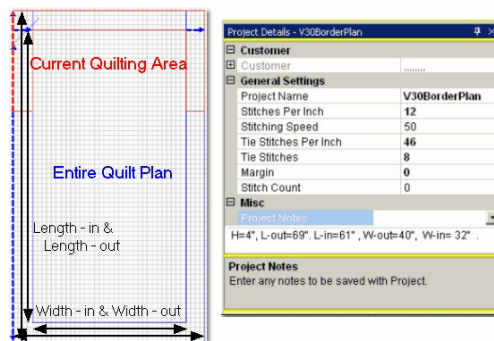 Current Quilting Area
Entire Quilt Plan
Length - in &
Length - out
Width - in & Width - out
Project Details - V30BorderPlan
Customer
Customer ........
General Settings
Project Name V30BorderPlan
Stitches Per Inch 12
Stitching Speed 50
Tie Stitches Per Inch 46
Tie Stitches 8
Margin 0
Stitch Count 0
Misc
Project Notes
H=4", L-out=69". L-in=61" , W-out=40", W-in= 32" .
Project Notes
Enter any notes to be saved with Project.